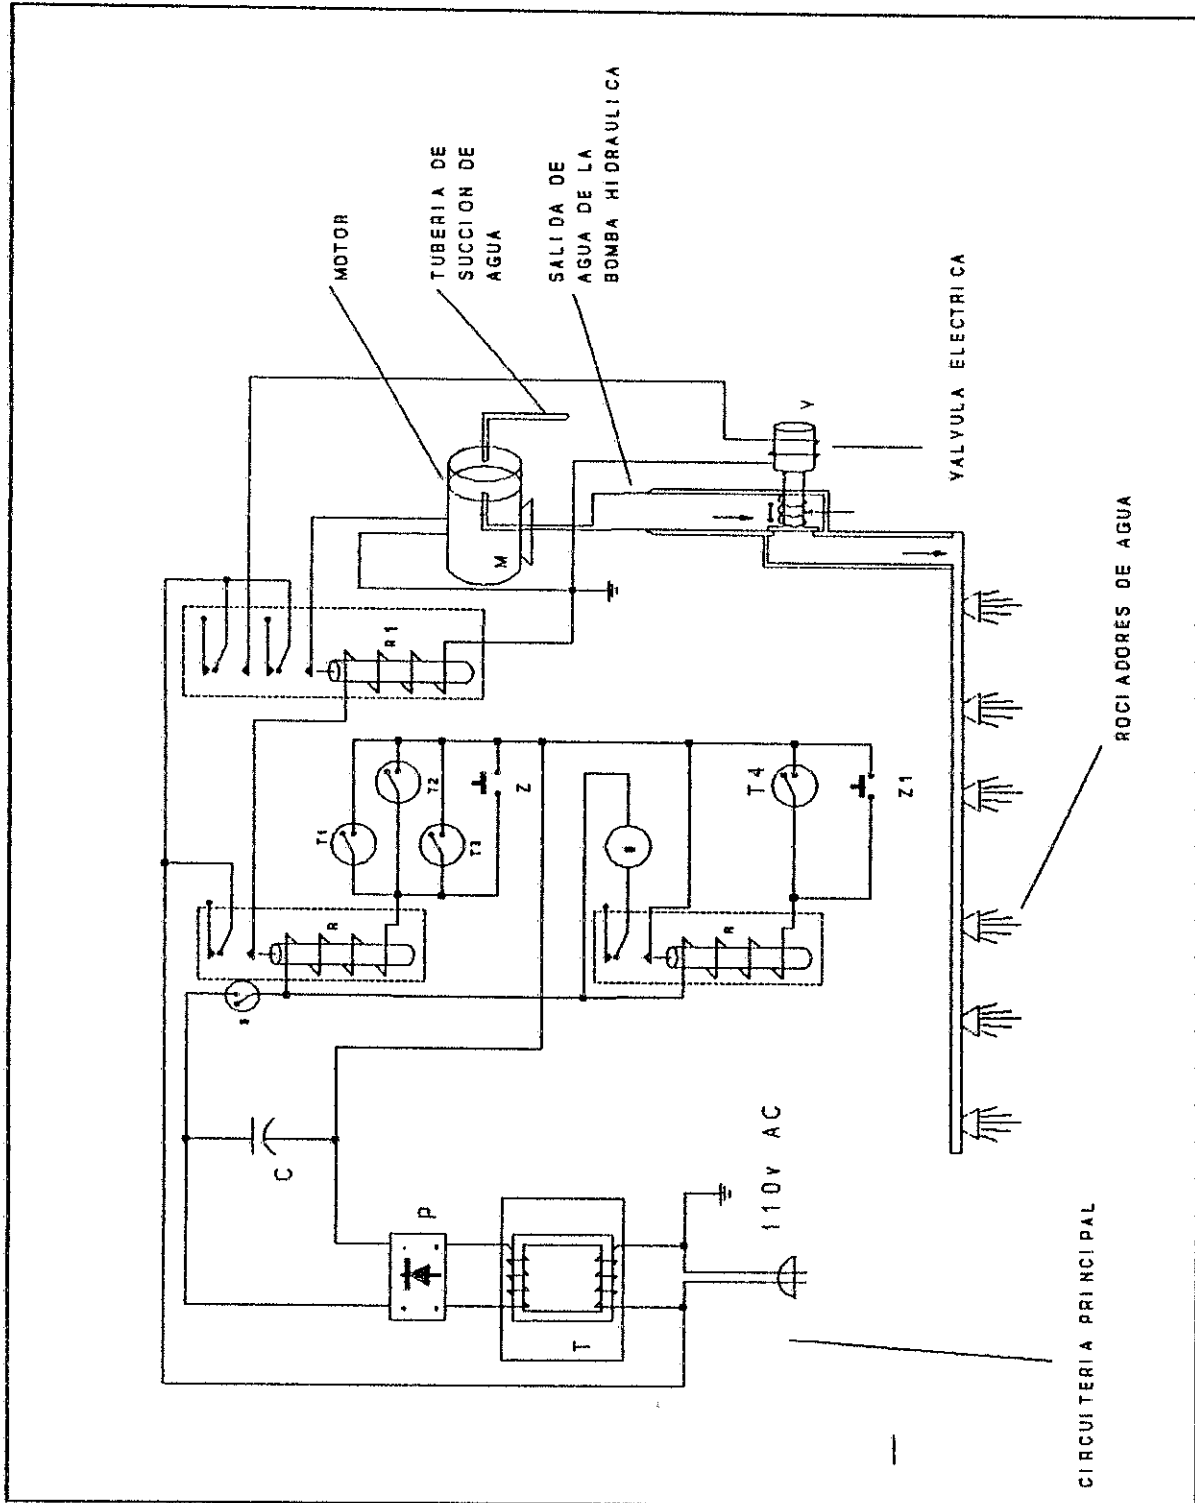 MOTOR
TUBERIA DE
SUCCION DE
AGUA
SALIDA DE
AGUA DE LA
BOMBA HIDRAULICA
VALVULA ELECTRICA
ROCIADORES DE AGUA
CIRCUITERIA PRINCIPAL
110V AC
R1
M
V
T1
T2
T3
Z
R
T4
Z1
R
C
P
T